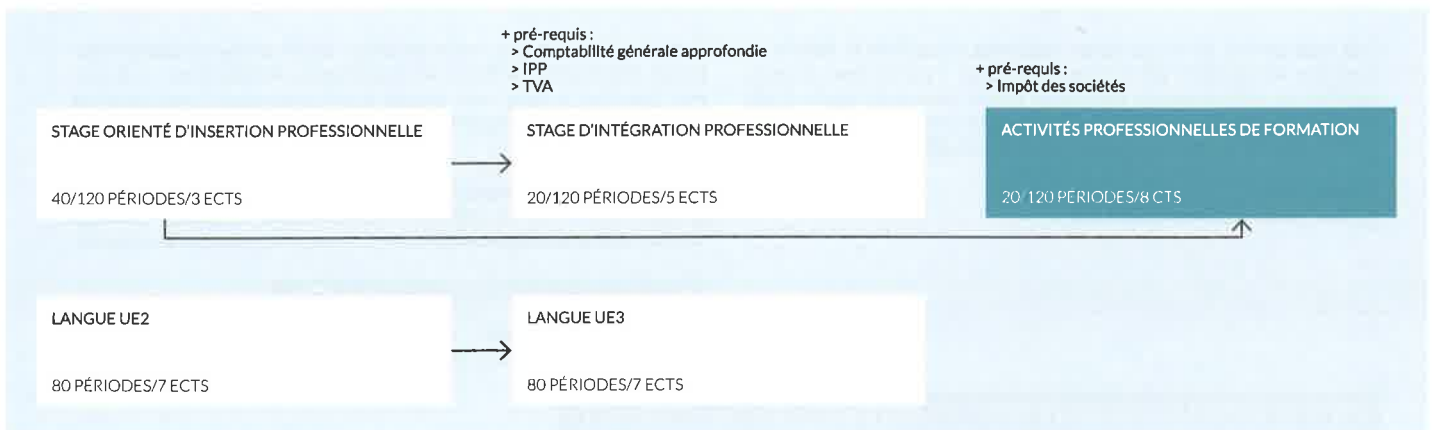 + pré-requis :
> Comptabilité générale approfondie
> IPP
> TVA
+ pré-requis :
> Impôt des sociétés
STAGE ORIENTÉ D'INSERTION PROFESSIONNELLE
40/120 PÉRIODES/3 ECTS
STAGE D'INTÉGRATION PROFESSIONNELLE
20/120 PÉRIODES/5 ECTS
ACTIVITÉS PROFESSIONNELLES DE FORMATION
20/120 PÉRIODES/8 CTS
LANGUE UE2
80 PÉRIODES/7 ECTS
LANGUE UE3
80 PÉRIODES/7 ECTS